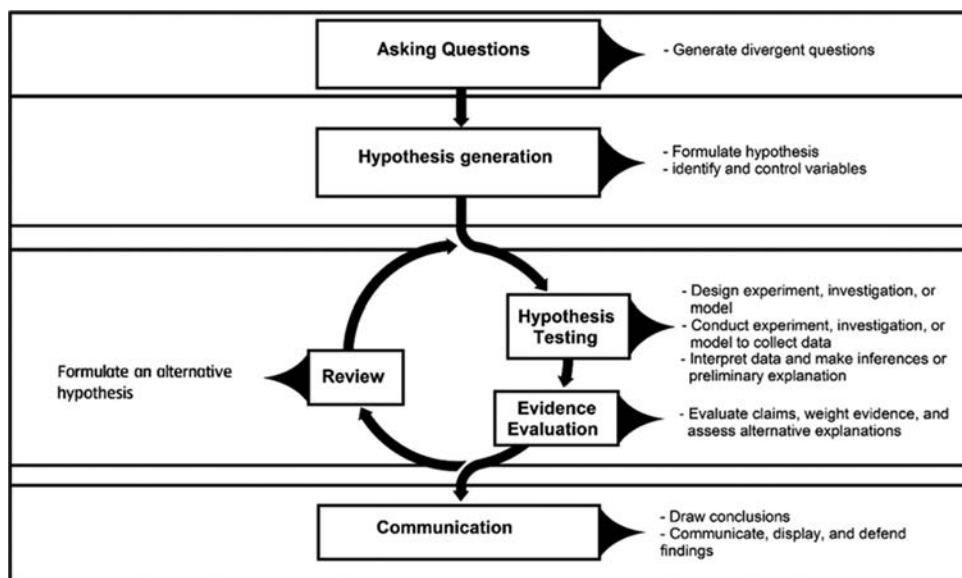 Asking Questions
- Generate divergent questions
Hypothesis generation
- Formulate hypothesis
- identify and control variables
Hypothesis
Testing
- Design experiment, investigation, or
model
- Conduct experiment, investigation, or
model to collect data
- Interpret data and make inferences or
preliminary explanation
Formulate an alternative
hypothesis
Review
Evidence
Evaluation
- Evaluate claims, weight evidence, and
assess alternative explanations
Communication
- Draw conclusions
- Communicate, display, and defend
findings